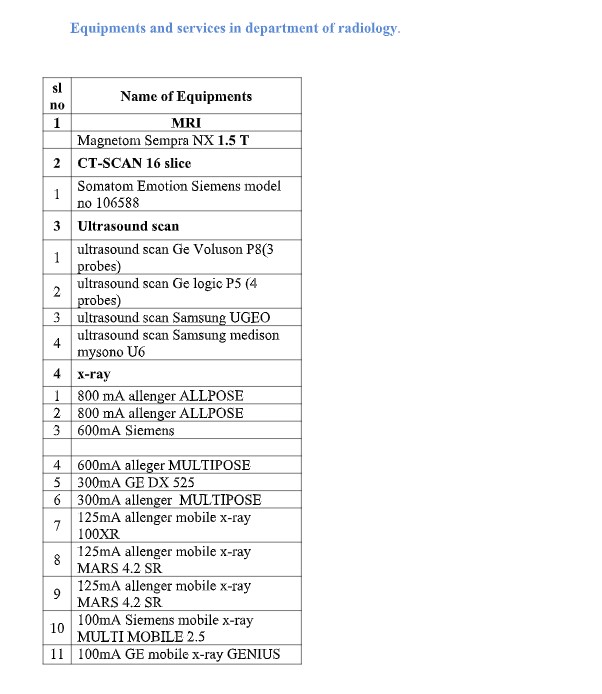 Equipments and services in department of radiology.
sl
no
Name of Equipments
1 MRI
Magnetom Sempra NX 1.5 T
2 CT-SCAN 16 slice
1 Somatom Emotion Siemens model
no 106588
3 Ultrasound scan
1 ultrasound scan Ge Voluson P8(3
probes)
2 ultrasound scan Ge logic P5 (4
probes)
3 ultrasound scan Samsung UGEO
4 ultrasound scan Samsung medison
mysono U6
4 x-ray
1 800 mA allenger ALLPOSE
2 800 mA allenger ALLPOSE
3 600mA Siemens
4 600mA alleger MULTIPOSE
5 300mA GE DX 525
6 300mA allenger MULTIPOSE
7 125mA allenger mobile x-ray
100XR
8 125mA allenger mobile x-ray
MARS 4.2 SR
9 125mA allenger mobile x-ray
MARS 4.2 SR
10 100mA Siemens mobile x-ray
MULTI MOBILE 2.5
11 100mA GE mobile x-ray GENIUS